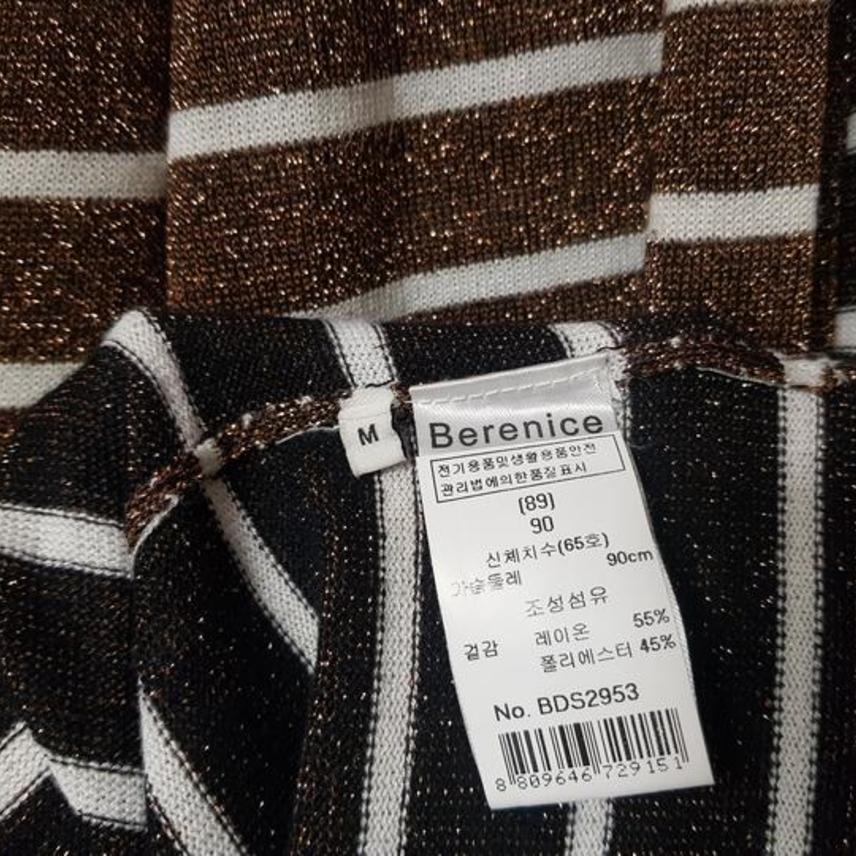 M
Berenice
전기용품및생활용품안전
관리법에의한품질표시
(89)
90
신체치수(65호)
가슴둘레 90cm
조성섬유
겉감 레이온 55%
폴리에스터 45%
No. BDS2953
8 809646 729151